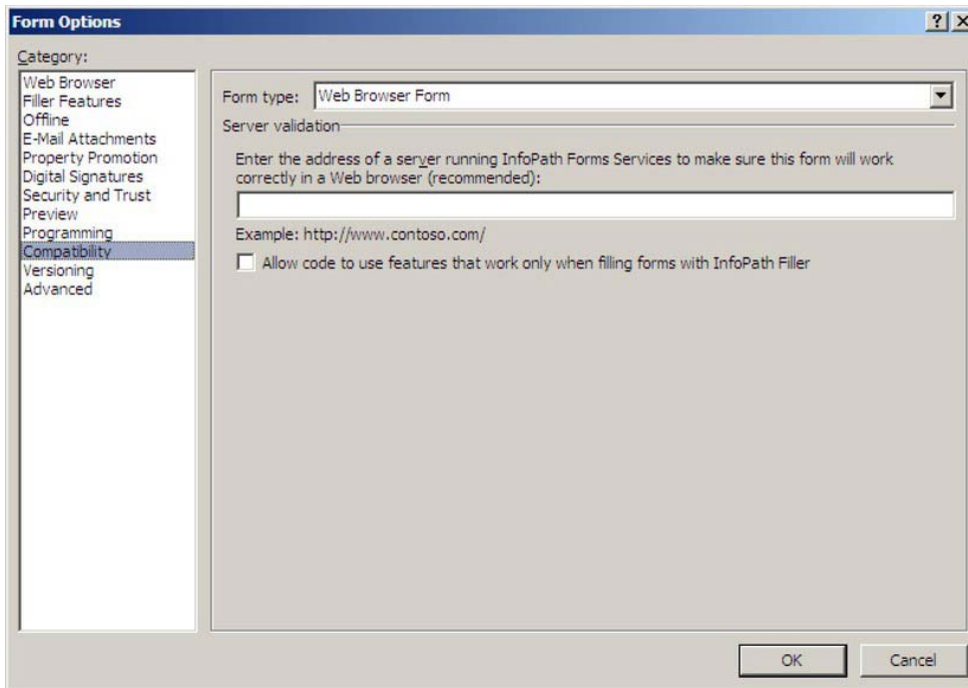 Form Options
Category:
Web Browser
Filler Features
Offline
E-Mail Attachments
Property Promotion
Digital Signatures
Security and Trust
Preview
Programming
Compatibility
Versioning
Advanced
Form type: Web Browser Form
Server validation
Enter the address of a server running InfoPath Forms Services to make sure this form will work
correctly in a Web browser (recommended):
Example: http://www.contoso.com/
Allow code to use features that work only when filling forms with InfoPath Filler
OK Cancel